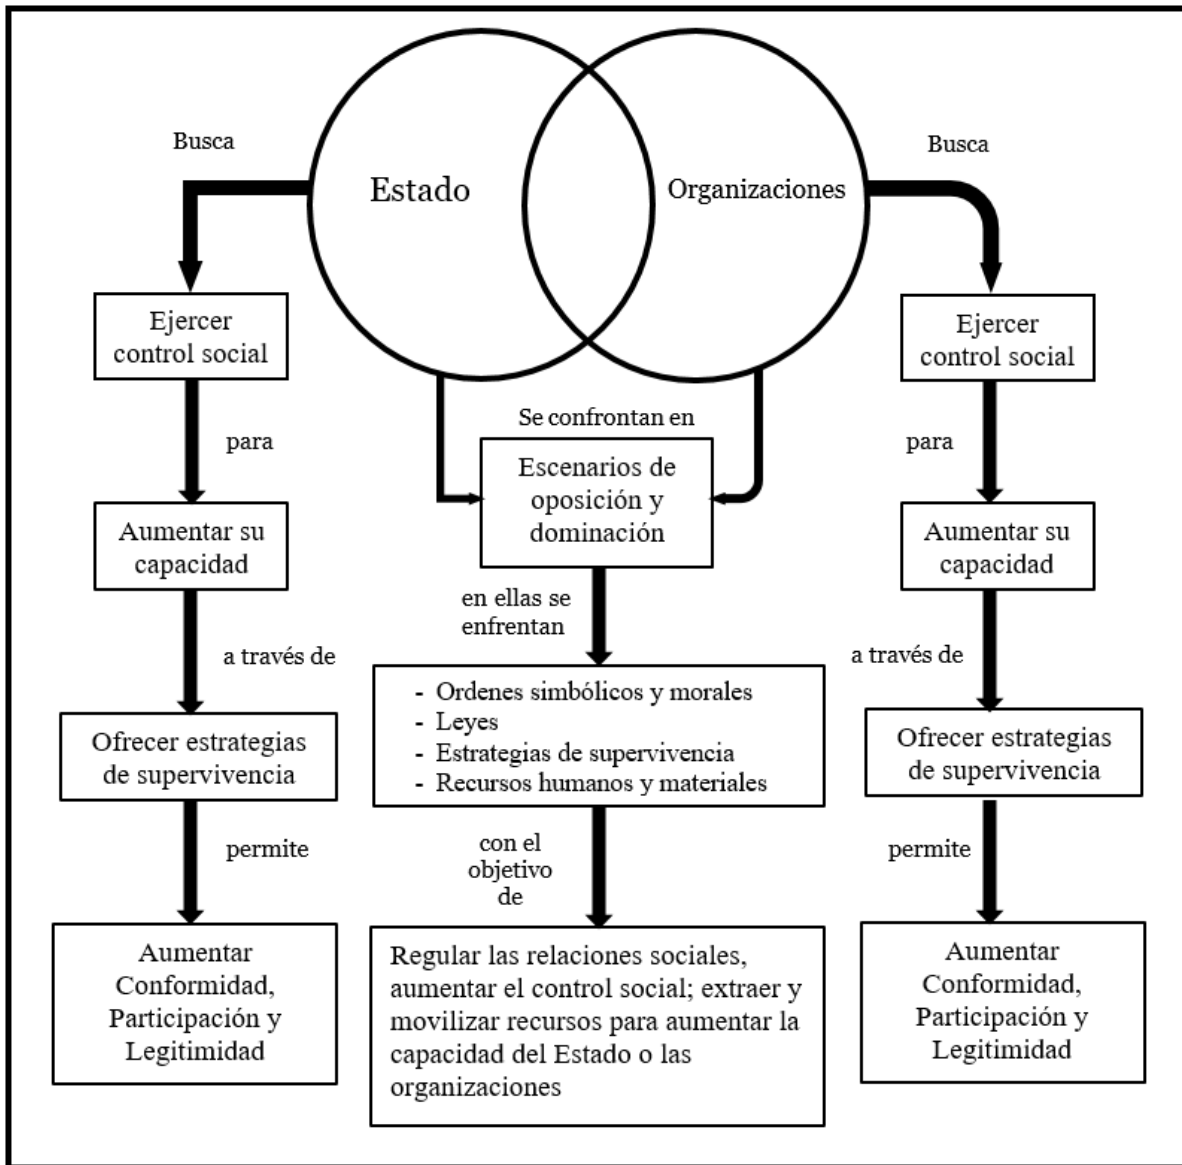 Busca
Busca
Estado
Organizaciones
Ejercer
control social
Ejercer
control social
para
Se confrontan en
para
Escenarios de
oposición y
dominación
Aumentar su
capacidad
Aumentar su
capacidad
en ellas se
enfrentan
a través de
a través de
- Ordenes simbólicos y morales
- Leyes
- Estrategias de supervivencia
- Recursos humanos y materiales
Ofrecer estrategias
de supervivencia
Ofrecer estrategias
de supervivencia
permite
con el
objetivo
de
permite
Aumentar
Conformidad,
Participación y
Legitimidad
Regular las relaciones sociales,
aumentar el control social; extraer y
movilizar recursos para aumentar la
capacidad del Estado o las
organizaciones
Aumentar
Conformidad,
Participación y
Legitimidad